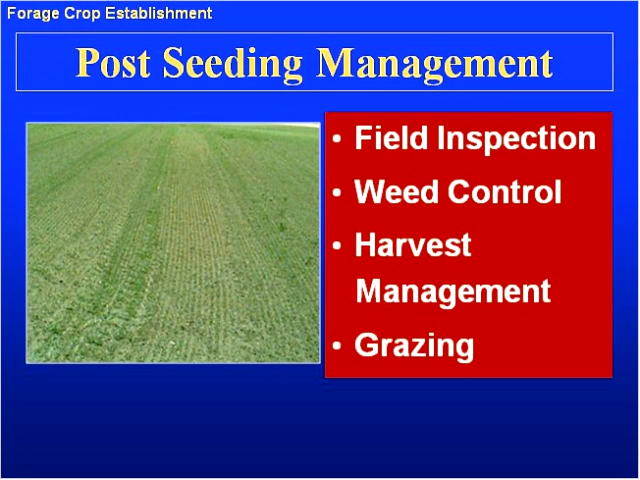 Forage Crop Establishment
Post Seeding Management
• Field Inspection
• Weed Control
• Harvest
Management
• Grazing